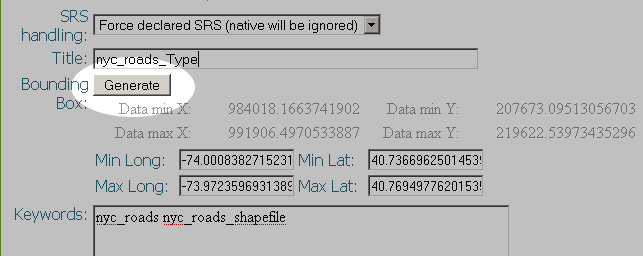 SRS handling: Force declared SRS (native will be ignored)
Title: nyc_roads_Type
Bounding Box: Generate
Data min X: 984018.1663741902 Data min Y: 207673.09513056703
Data max X: 991906.4970533887 Data max Y: 219622.53974435296
Min Long: -74.0008382715231 Min Lat: 40.7366962501453
Max Long: -73.9723596931389 Max Lat: 40.7694977620153
Keywords: nyc_roads nyc_roads_shapefile